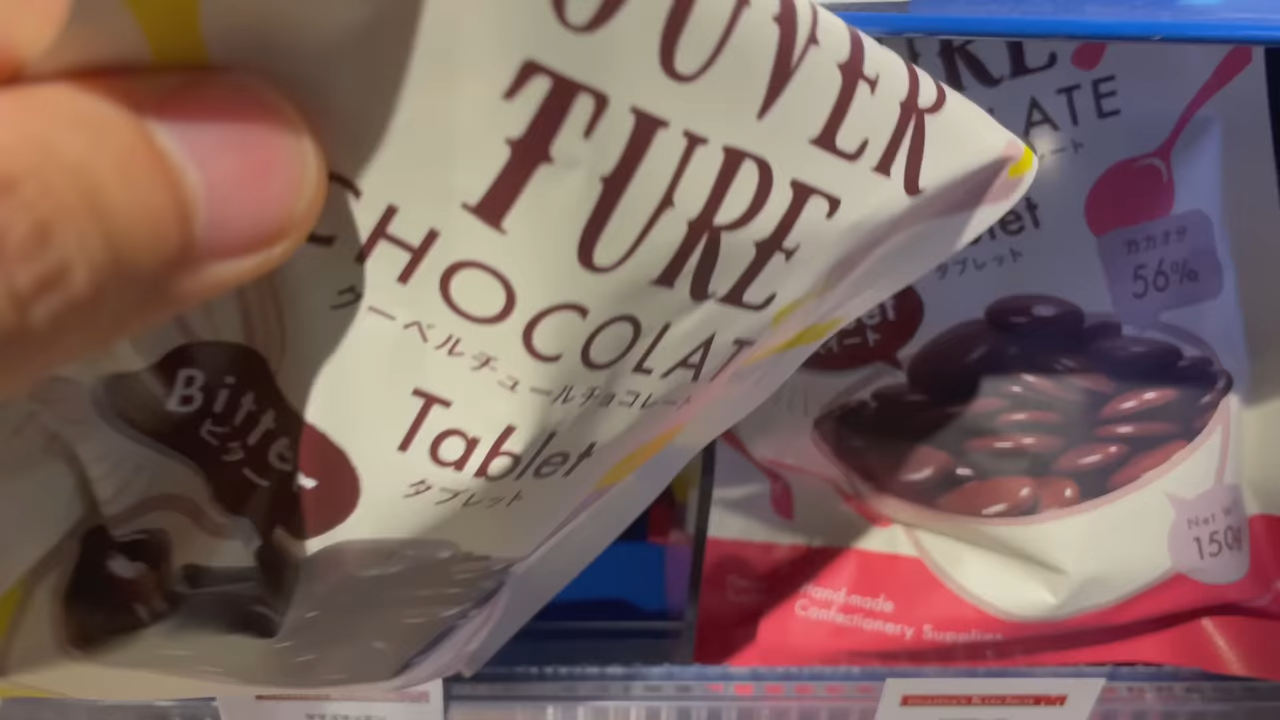 OUVER
TURE
CHOCOLAT
クーベルチュールチョコレート
Tablet
タブレット
Bitter
ビター
LATE
タブレット
カカオ分
56%
Net
150g
Hand-made
Confectionery Supplies